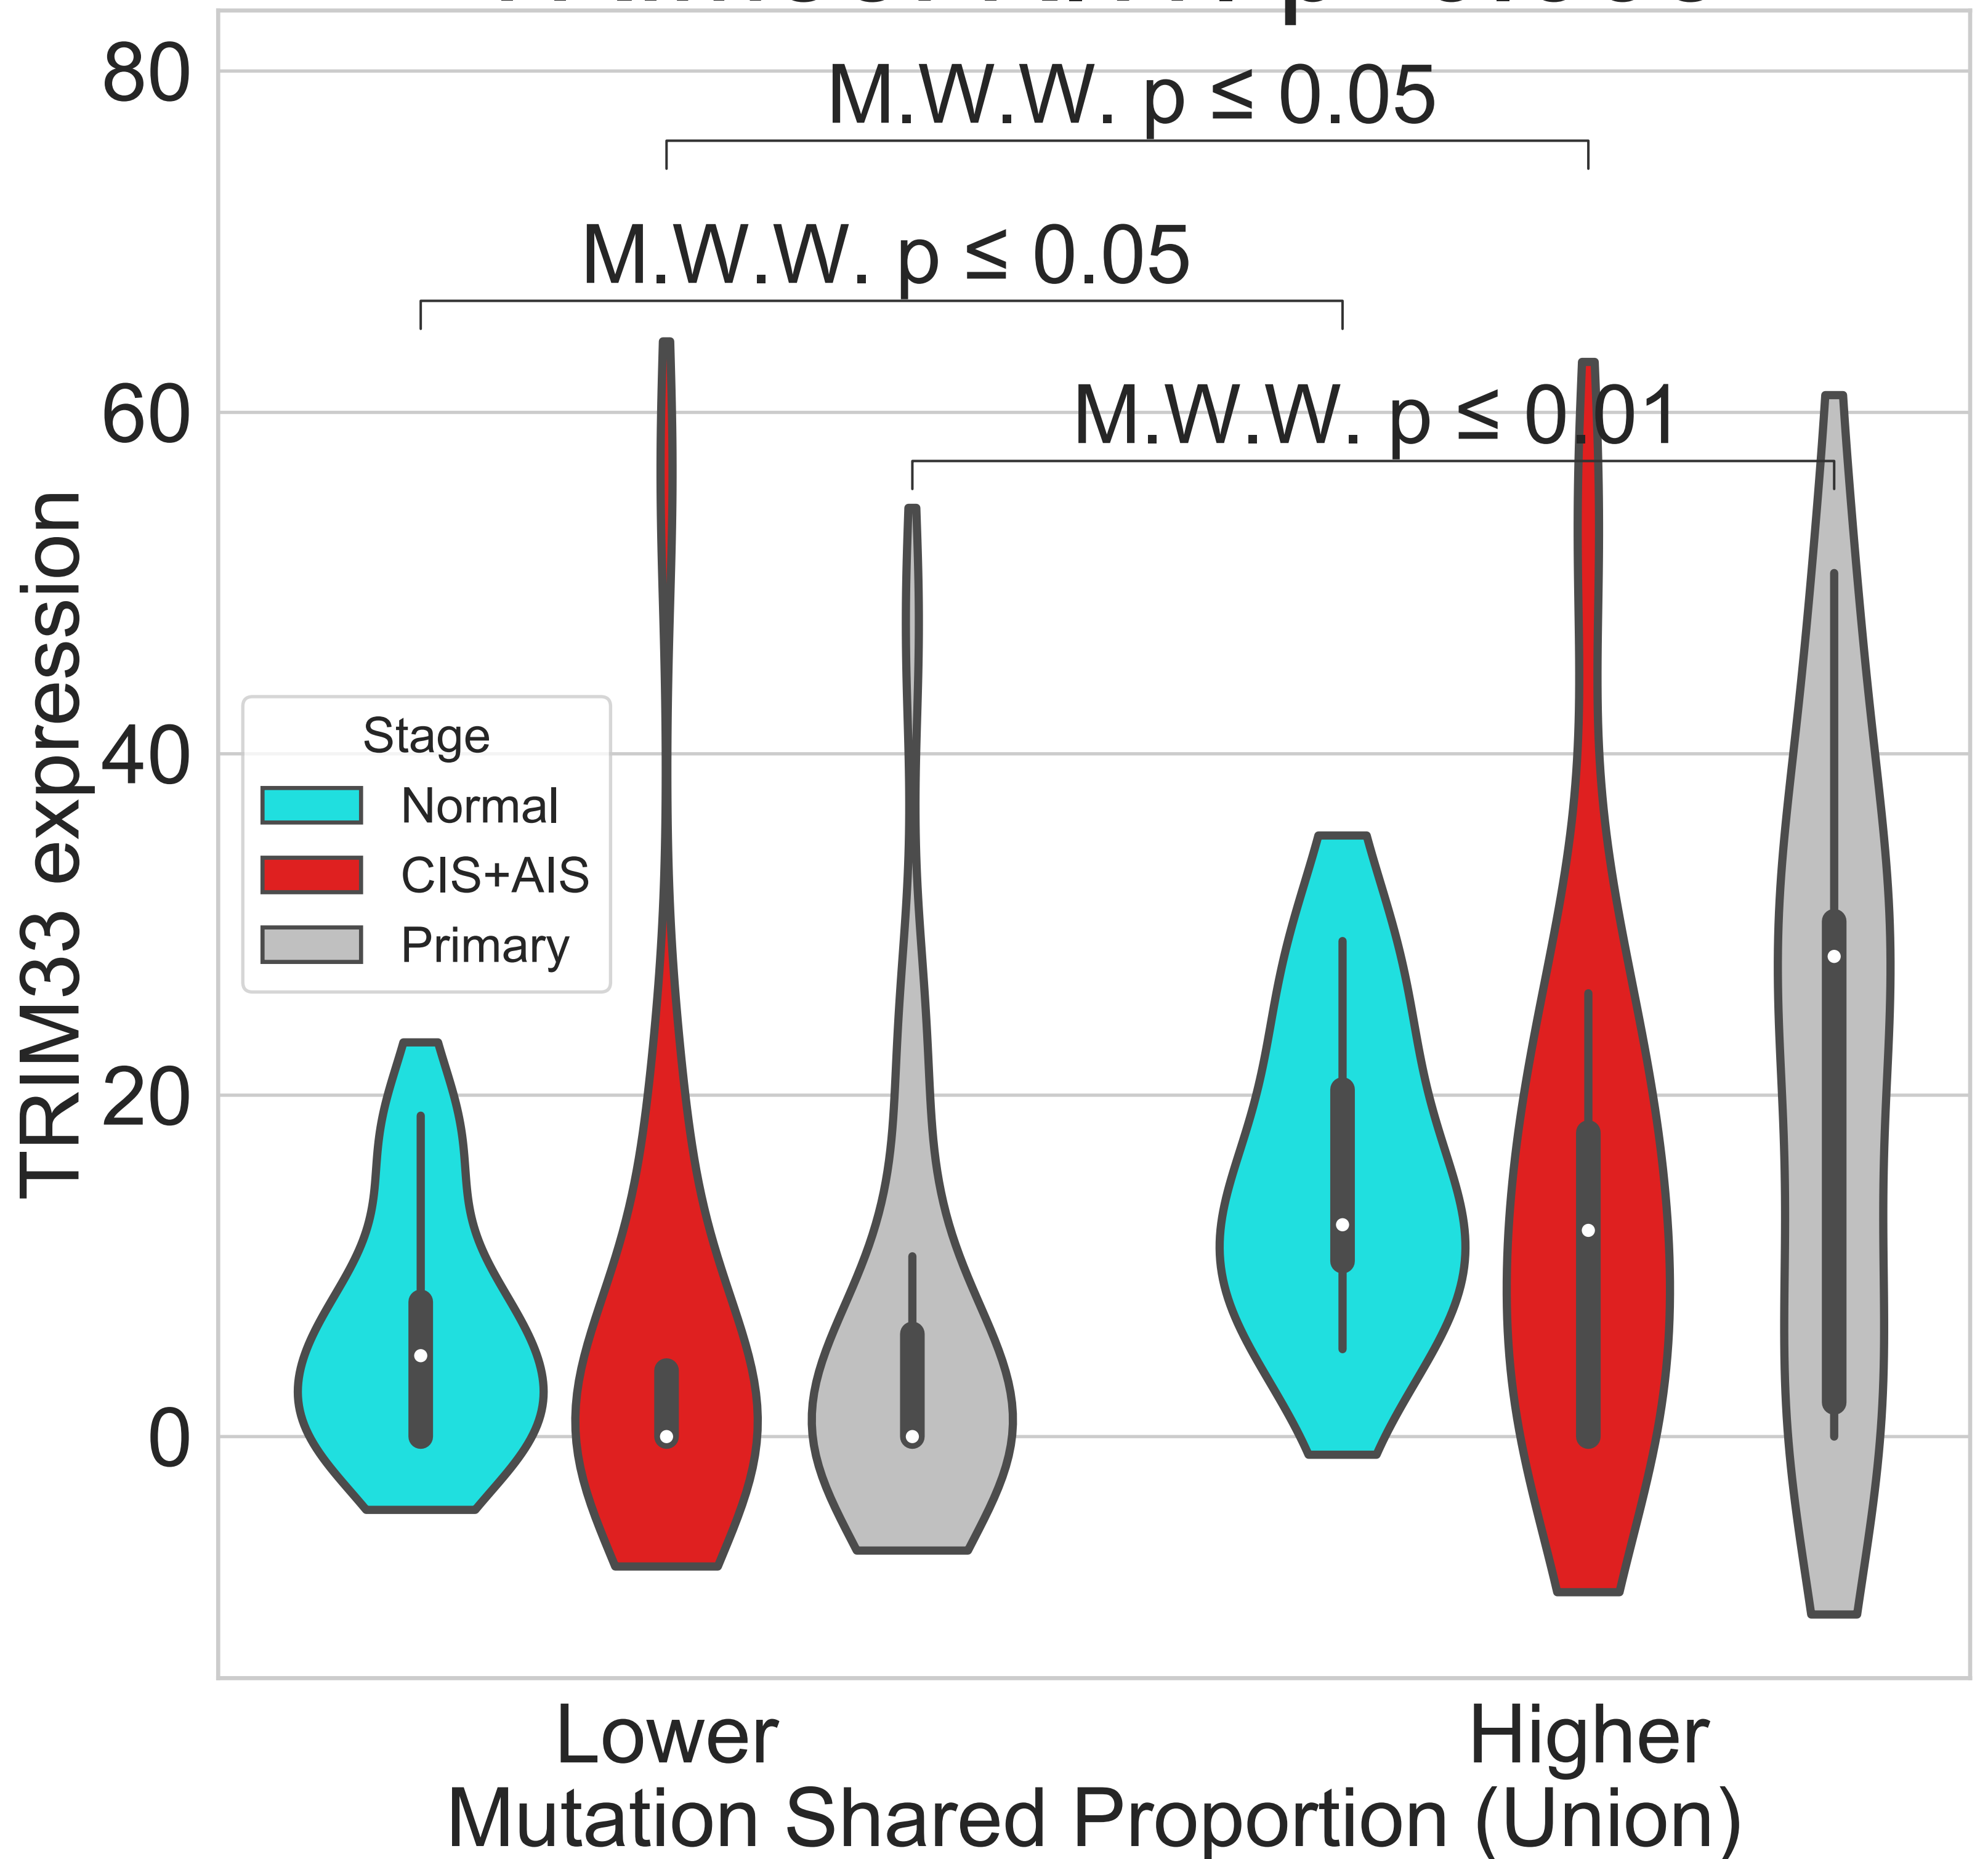 80
M.W.W. p ≤ 0.05
M.W.W. p ≤ 0.05
60
M.W.W. p ≤ 0.01
TRIM33 expression
40
Stage
Normal
CIS+AIS
Primary
20
0
Lower
Higher
Mutation Shared Proportion (Union)